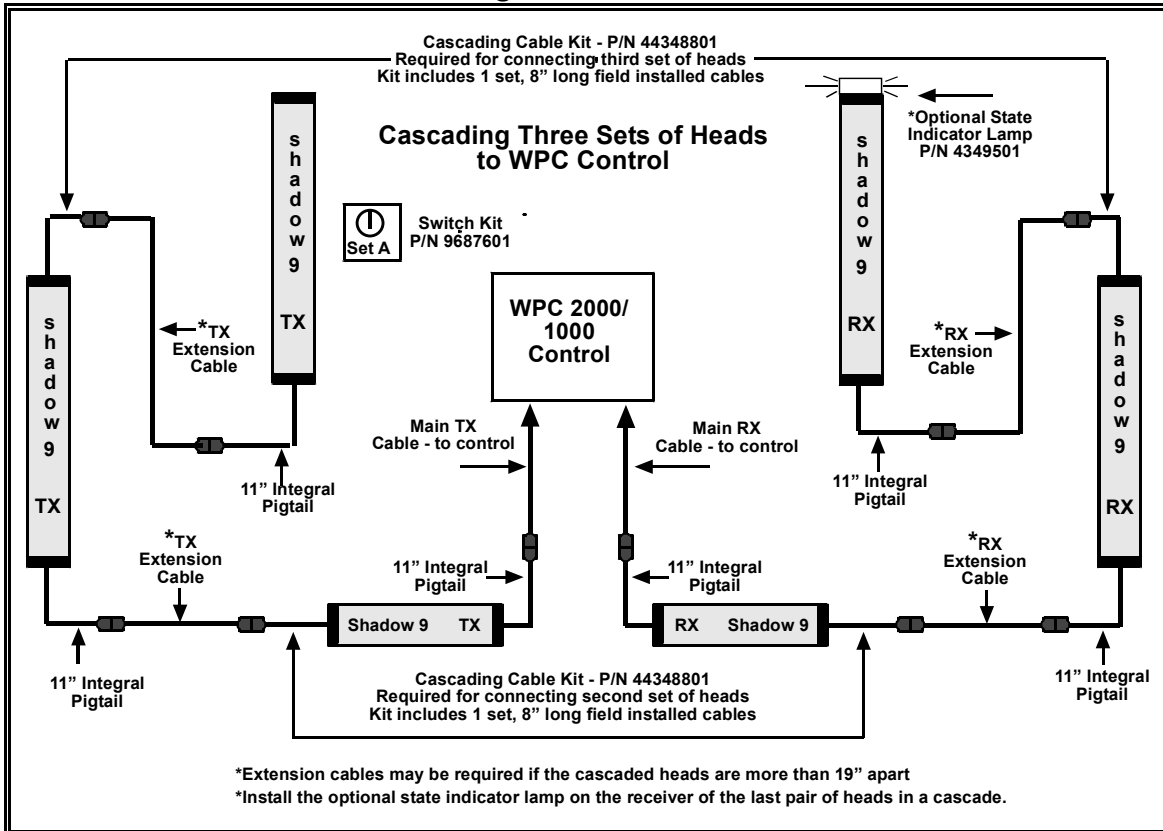 Cascading Cable Kit - P/N 44348801
Required for connecting third set of heads
Kit includes 1 set, 8” long field installed cables
Cascading Three Sets of Heads
to WPC Control
*Optional State
Indicator Lamp
P/N 4349501
shadow 9 TX
shadow 9 RX
Set A
Switch Kit
P/N 9687601
shadow 9 TX
*TX
Extension
Cable
WPC 2000/
1000
Control
*RX
Extension
Cable
shadow 9 RX
Main TX
Cable - to control
Main RX
Cable - to control
11” Integral
Pigtail
11” Integral
Pigtail
*TX
Extension
Cable
*RX
Extension
Cable
11” Integral
Pigtail
11” Integral
Pigtail
Shadow 9 TX
RX Shadow 9
11” Integral
Pigtail
11” Integral
Pigtail
Cascading Cable Kit - P/N 44348801
Required for connecting second set of heads
Kit includes 1 set, 8” long field installed cables
*Extension cables may be required if the cascaded heads are more than 19” apart
*Install the optional state indicator lamp on the receiver of the last pair of heads in a cascade.